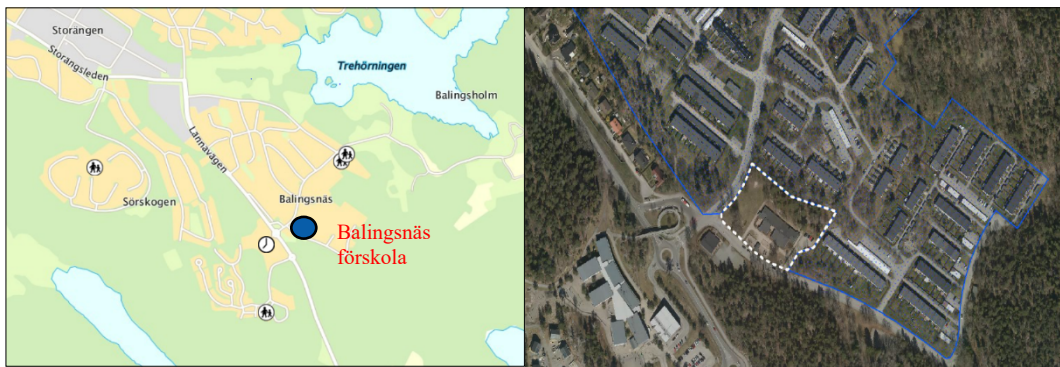 Storängen
Storängsleden
Trehörningen
Balingsholm
Lännavägen
Sörskogen
Balingsnäs
Balingsnäs
förskola